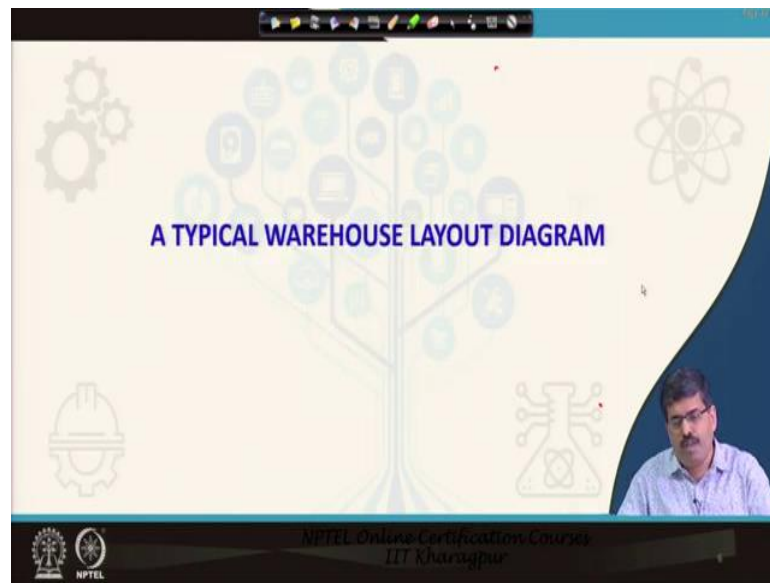 A TYPICAL WAREHOUSE LAYOUT DIAGRAM
NPTEL Online Certification Courses
IIT Kharagpur
NPTEL